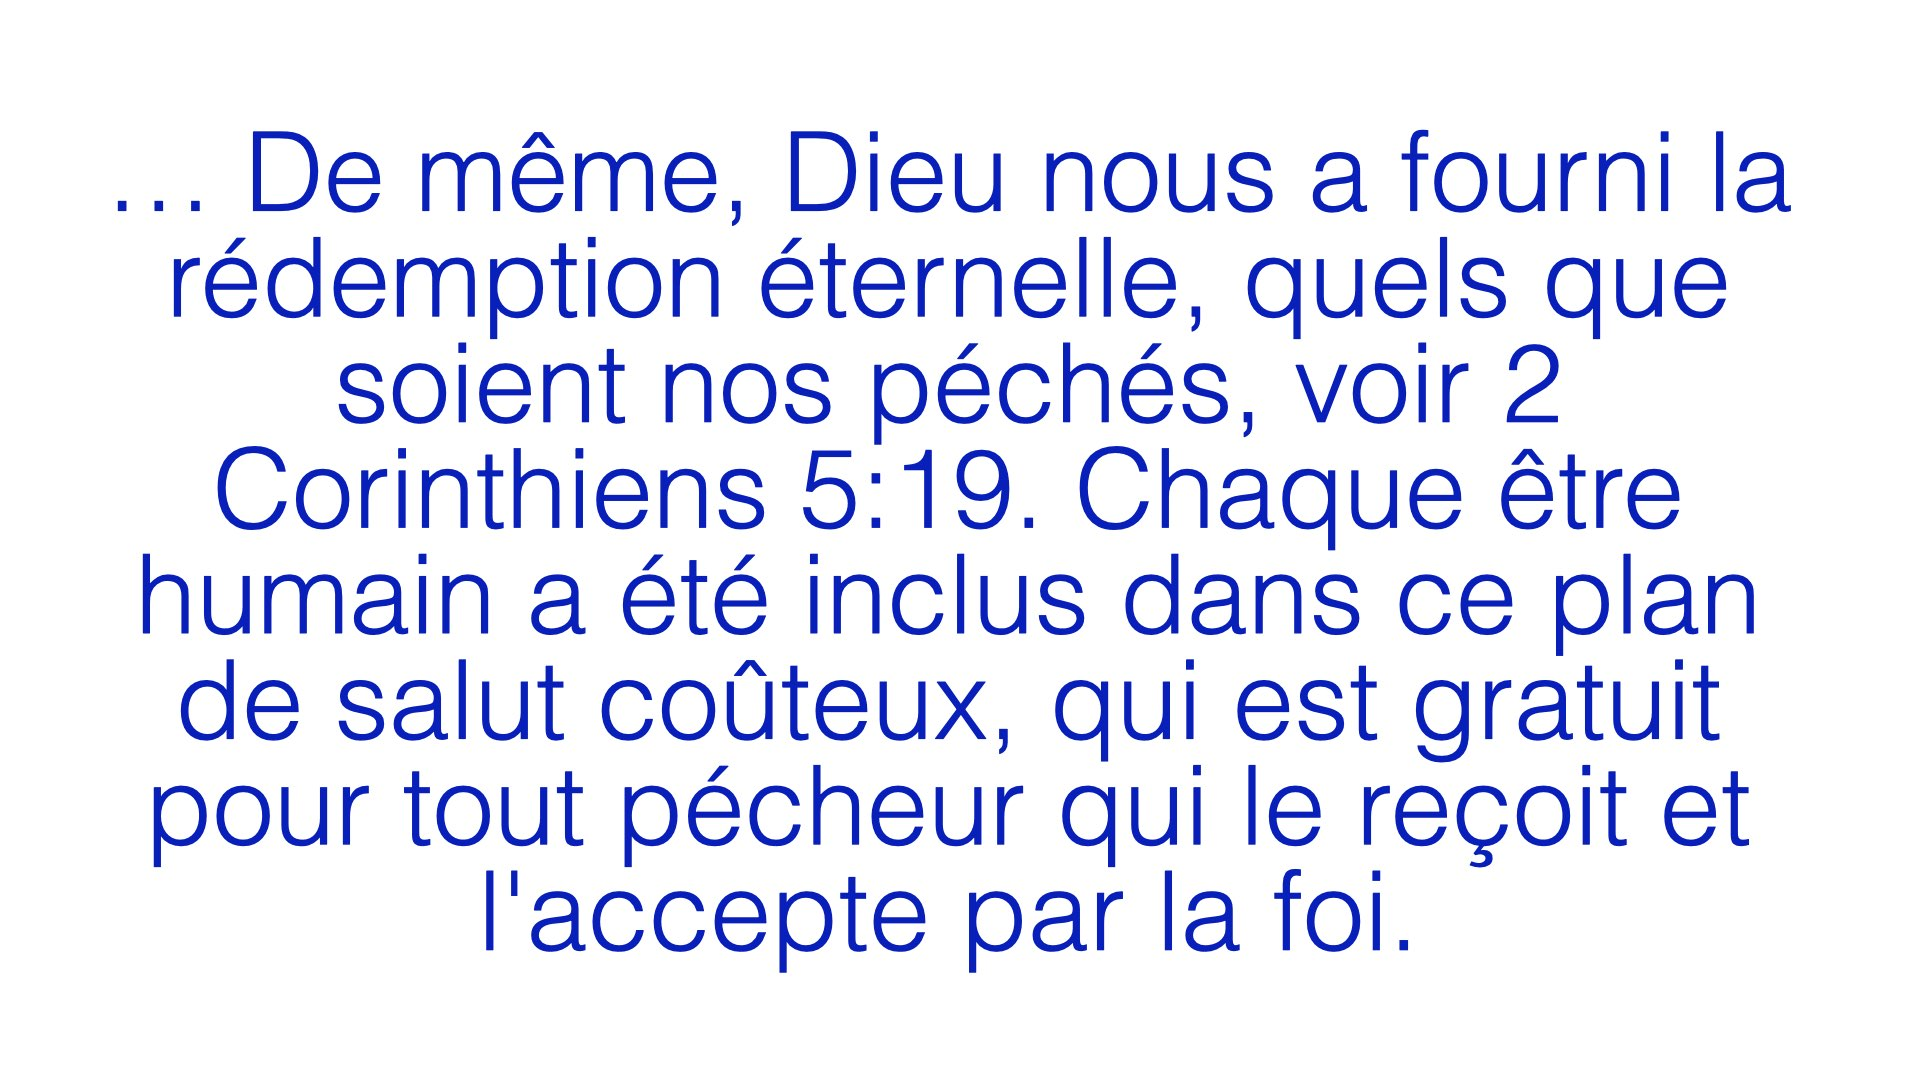 … De même, Dieu nous a fourni la
rédemption éternelle, quels que
soient nos péchés, voir 2
Corinthiens 5:19. Chaque être
humain a été inclus dans ce plan
de salut coûteux, qui est gratuit
pour tout pécheur qui le reçoit et
l'accepte par la foi.